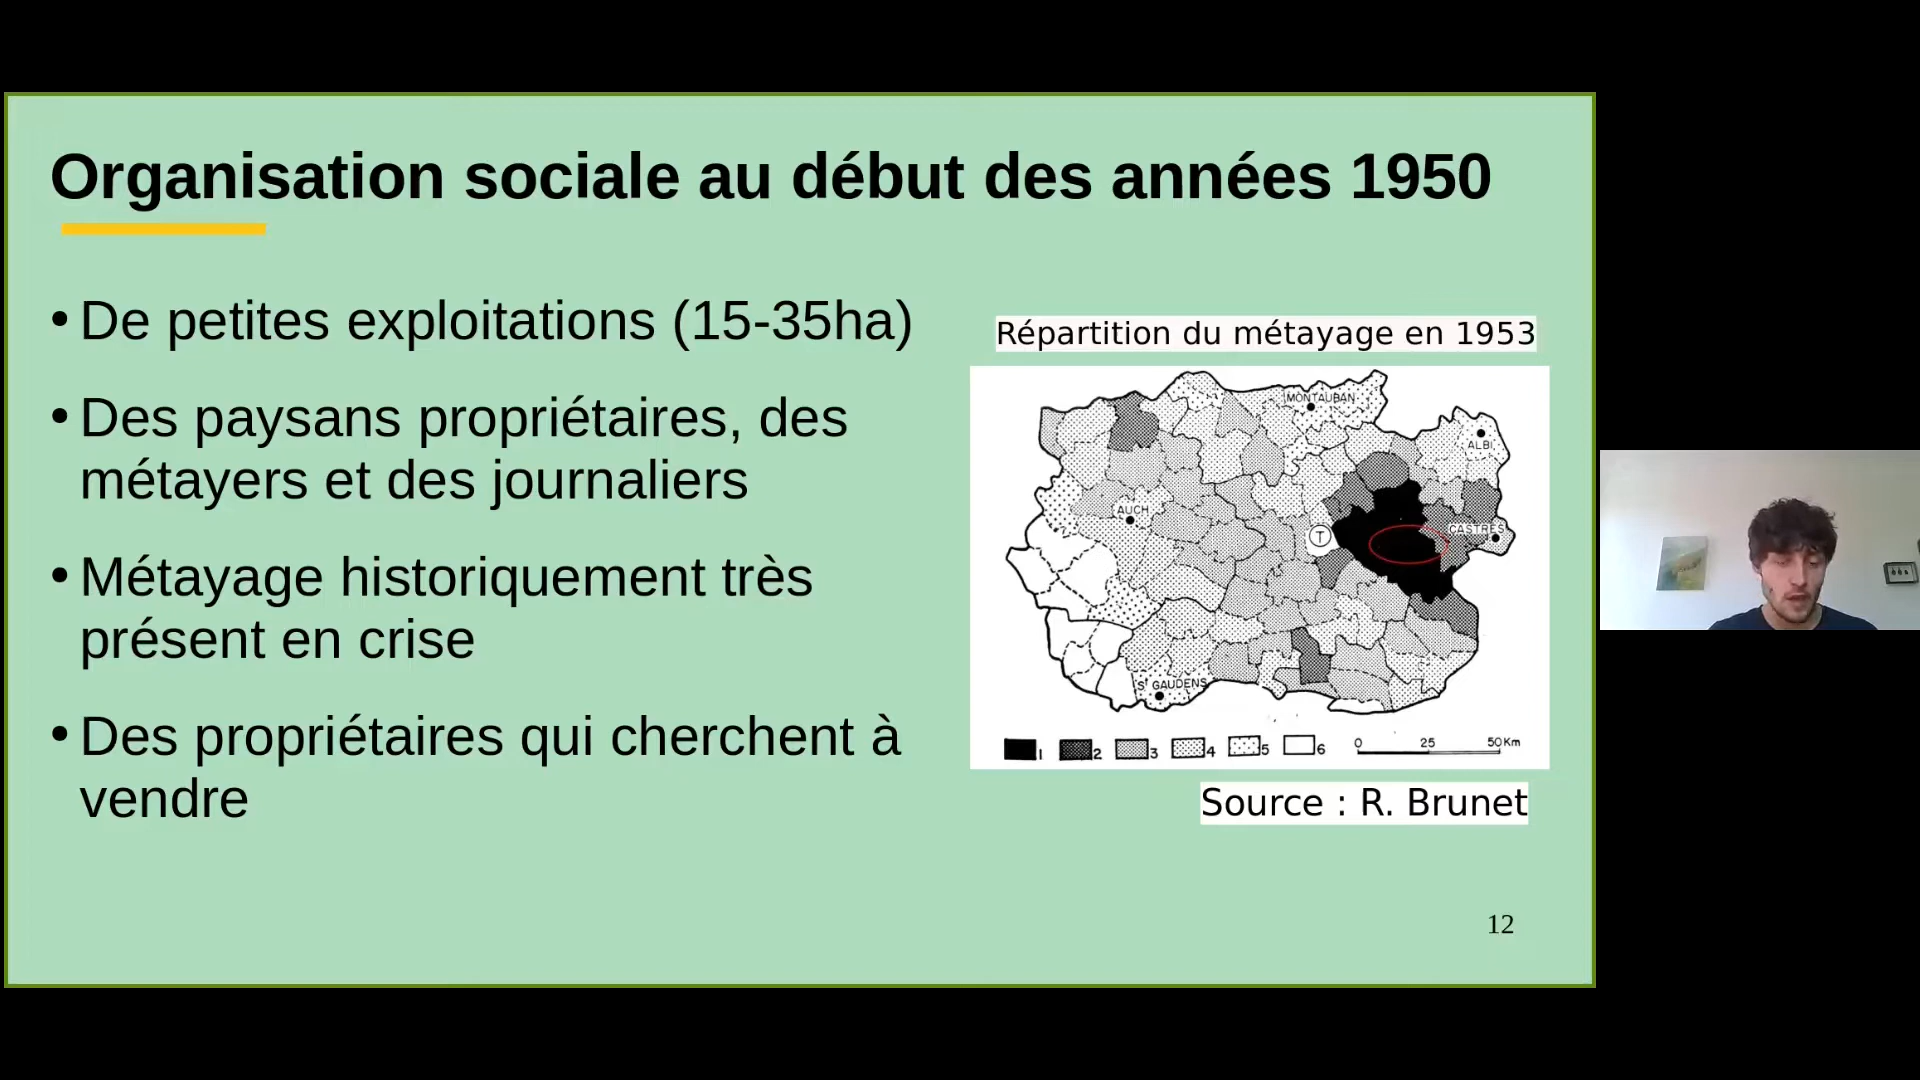 Organisation sociale au début des années 1950
• De petites exploitations (15-35ha)
• Des paysans propriétaires, des
métayers et des journaliers
• Métayage historiquement très
présent en crise
• Des propriétaires qui cherchent à
vendre
Répartition du métayage en 1953
MONTAUBAN
ALBI
AUCH
CASTRES
T
ST GAUDENS
1 2 3 4 5 6 0 25 50 Km
Source : R. Brunet
12